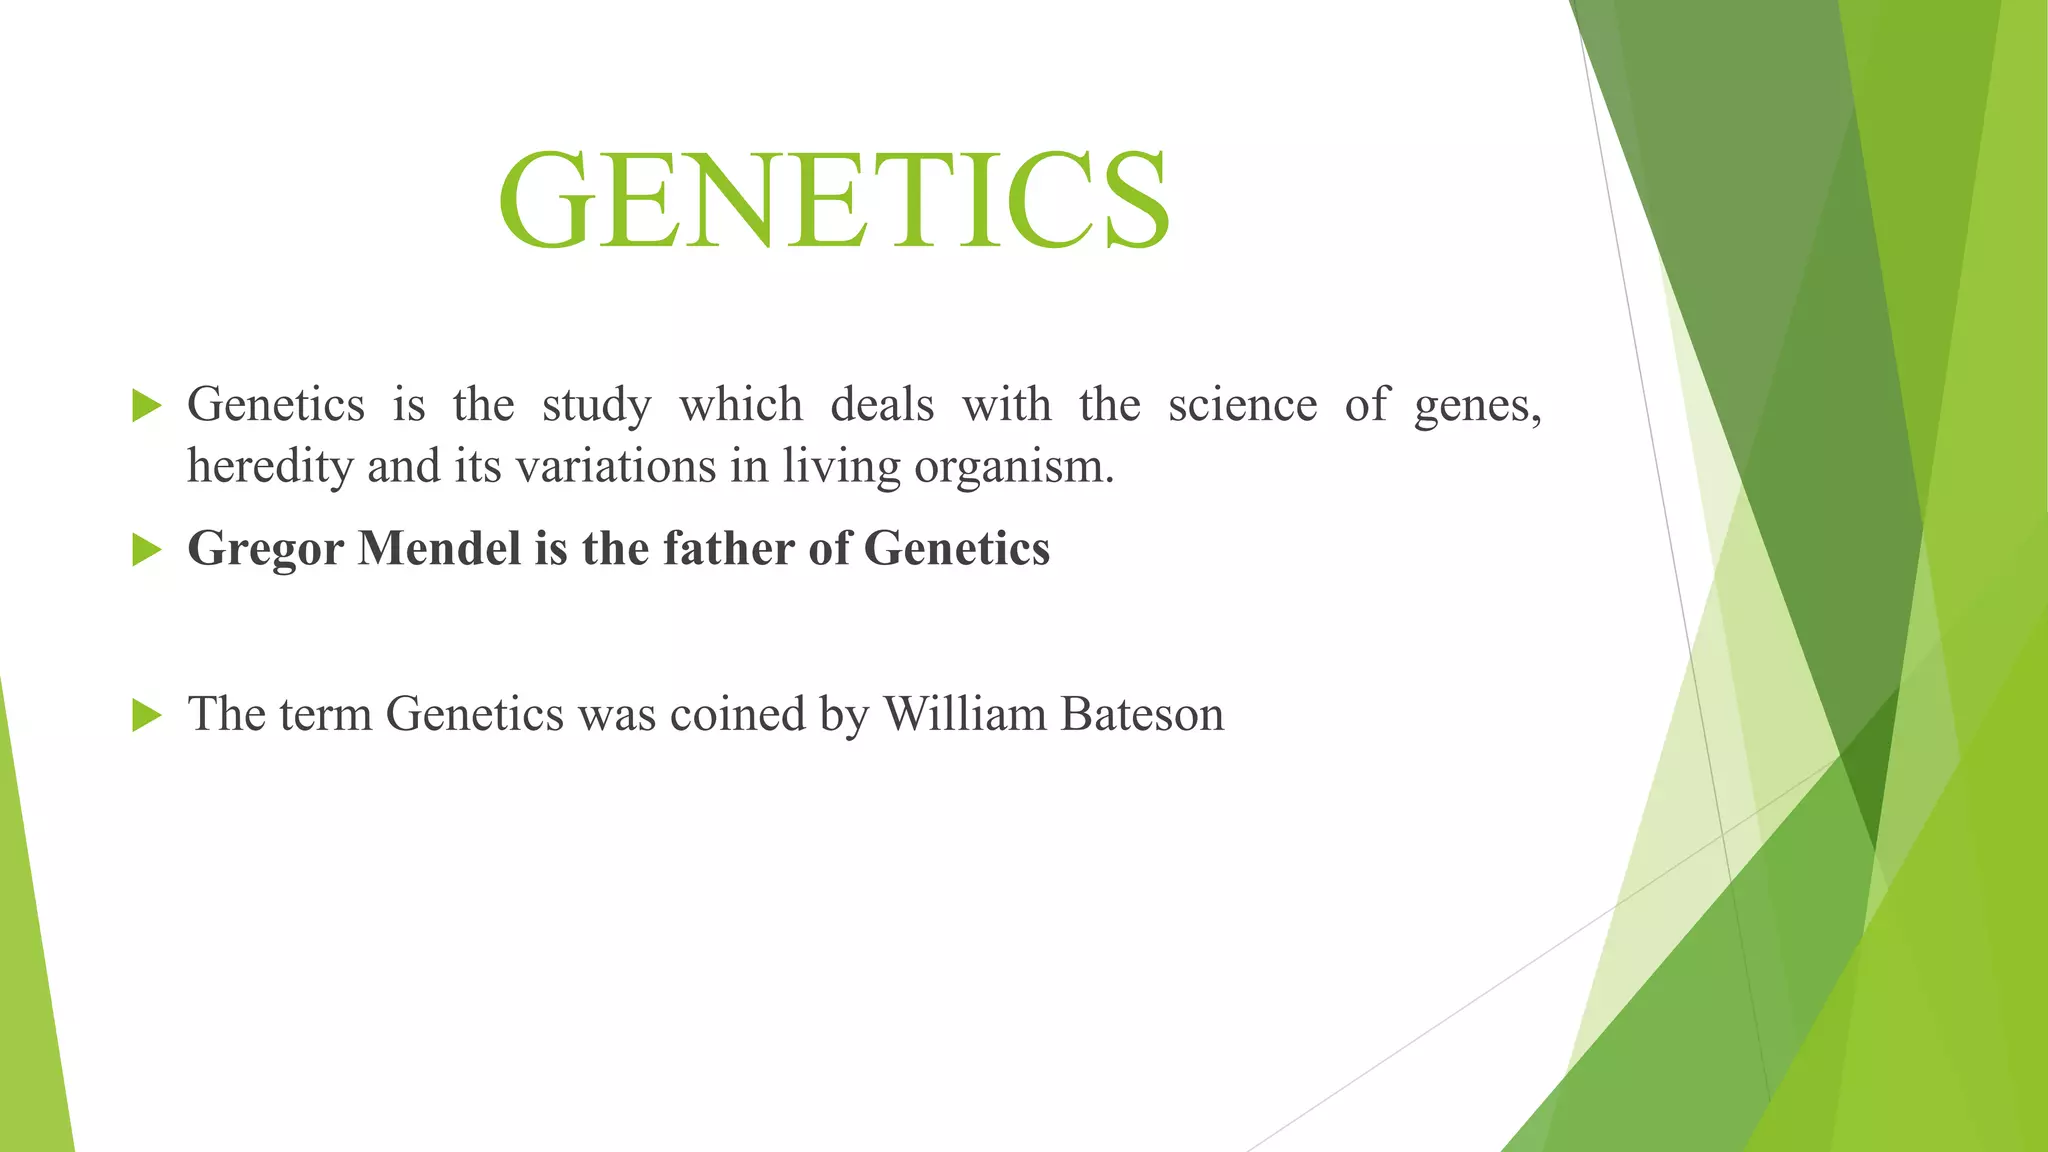 GENETICS
Genetics is the study which deals with the science of genes,
heredity and its variations in living organism.
Gregor Mendel is the father of Genetics
The term Genetics was coined by William Bateson